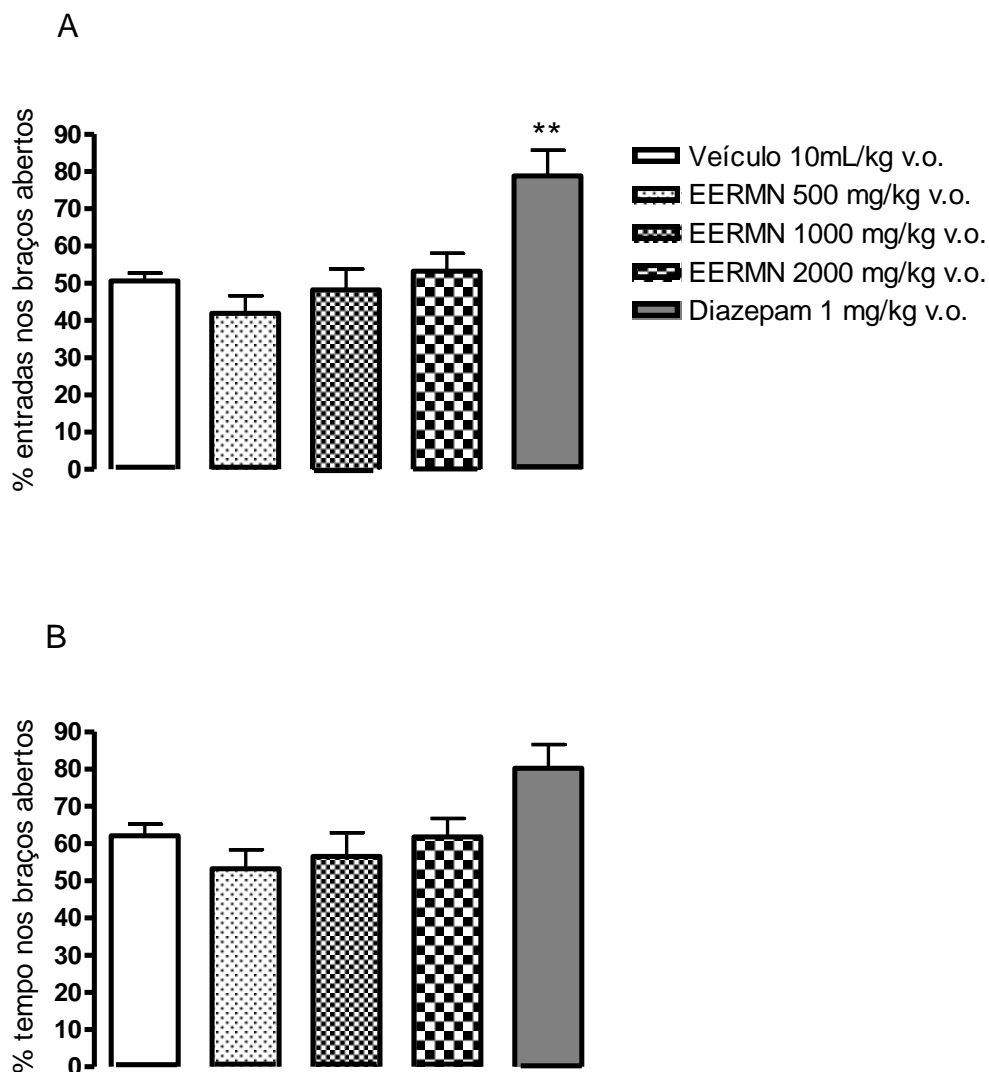 A
% entradas nos braços abertos
90
80
70
60
50
40
30
20
10
0
**
Veículo 10mL/kg v.o.
EERMN 500 mg/kg v.o.
EERMN 1000 mg/kg v.o.
EERMN 2000 mg/kg v.o.
Diazepam 1 mg/kg v.o.
B
% tempo nos braços abertos
90
80
70
60
50
40
30
20
10
0